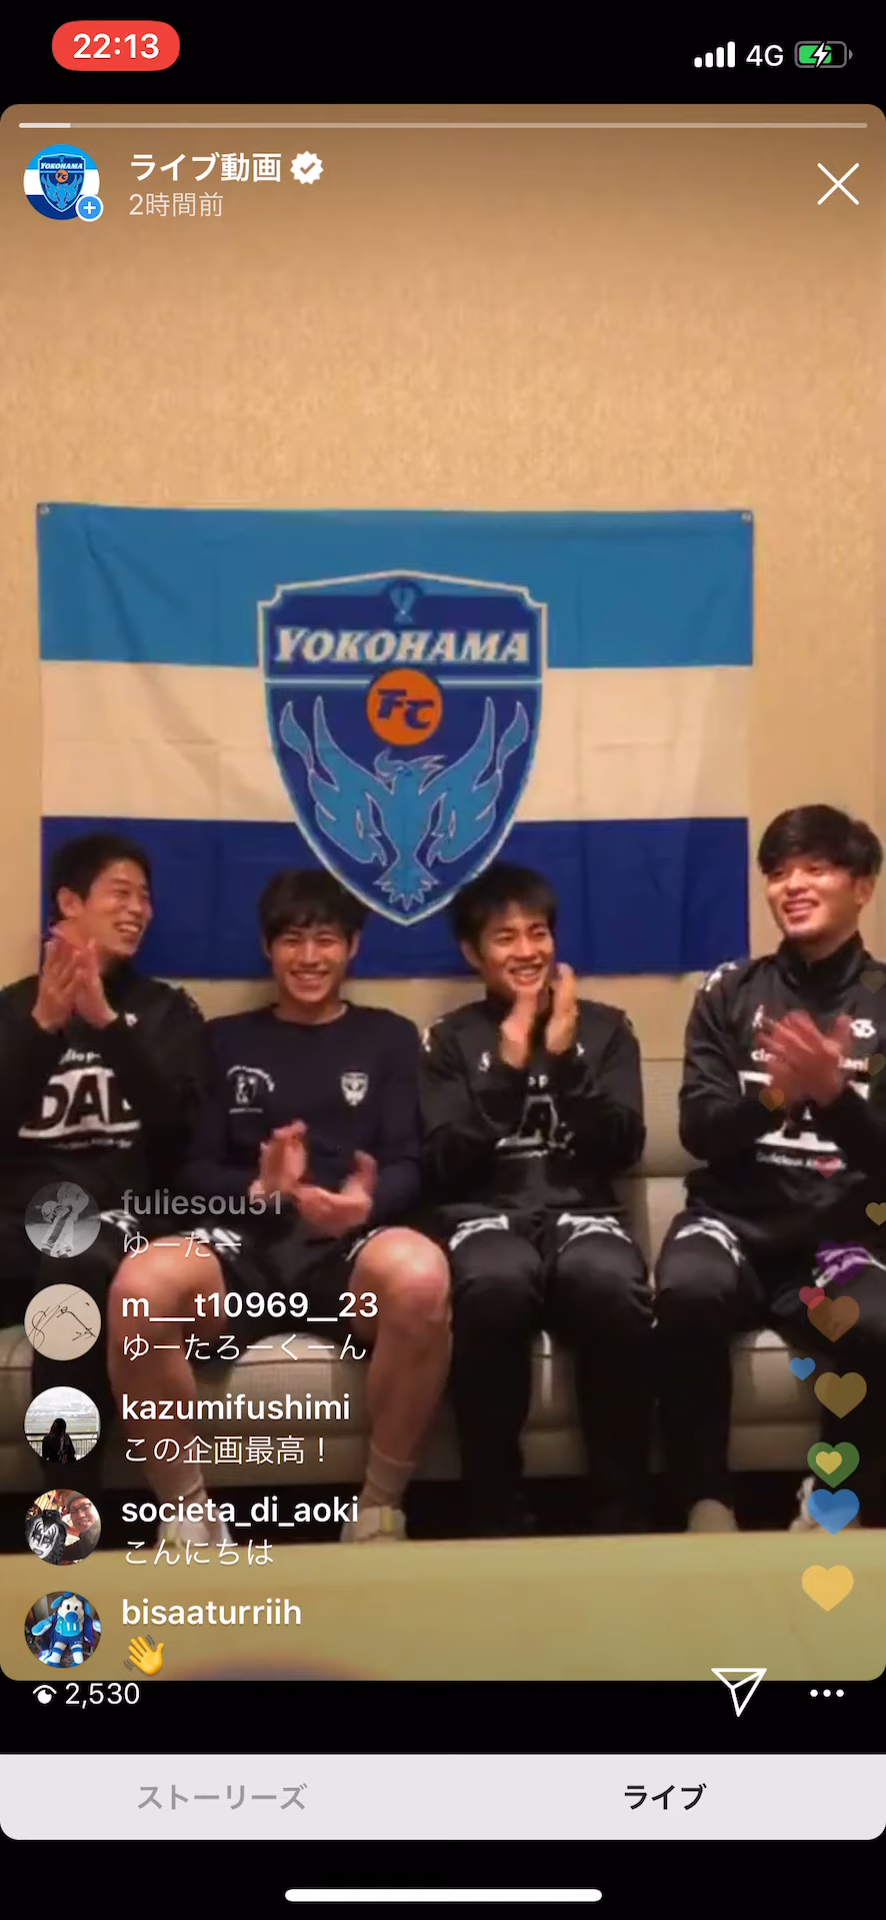 22:13
4G
ライブ動画
2時間前
YOKOHAMA
FC
fuliesou51
ゆーたー
m___t10969__23
ゆーたろーくーん
kazumifushimi
この企画最高！
societa_di_aoki
こんにちは
bisaaturriih
👋
2,530
ストーリーズ
ライブ